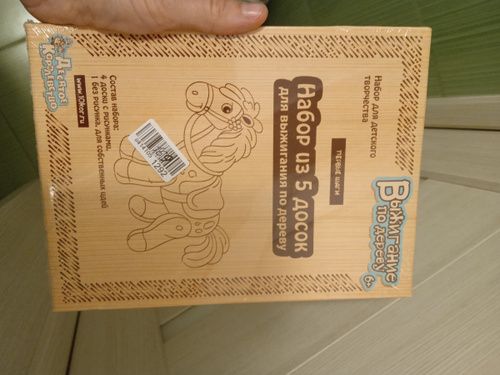 Набор для детского
творчества
Выжигание
по дереву
6+
ПЕРВЫЕ ШАГИ
Набор из 5 досок
для выжигания по дереву
Состав набора:
4 доски с рисунками,
1 без рисунка, для собственных идей
Десятое
Королевство
www.10kor.ru